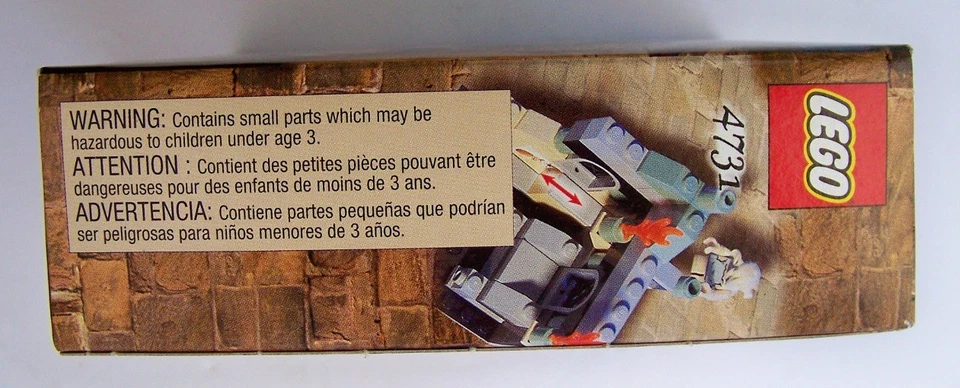 WARNING: Contains small parts which may be
hazardous to children under age 3.
ATTENTION : Contient des petites pièces pouvant être
dangereuses pour des enfants de moins de 3 ans.
ADVERTENCIA: Contiene partes pequeñas que podrían
ser peligrosas para niños menores de 3 años.
4731
LEGO